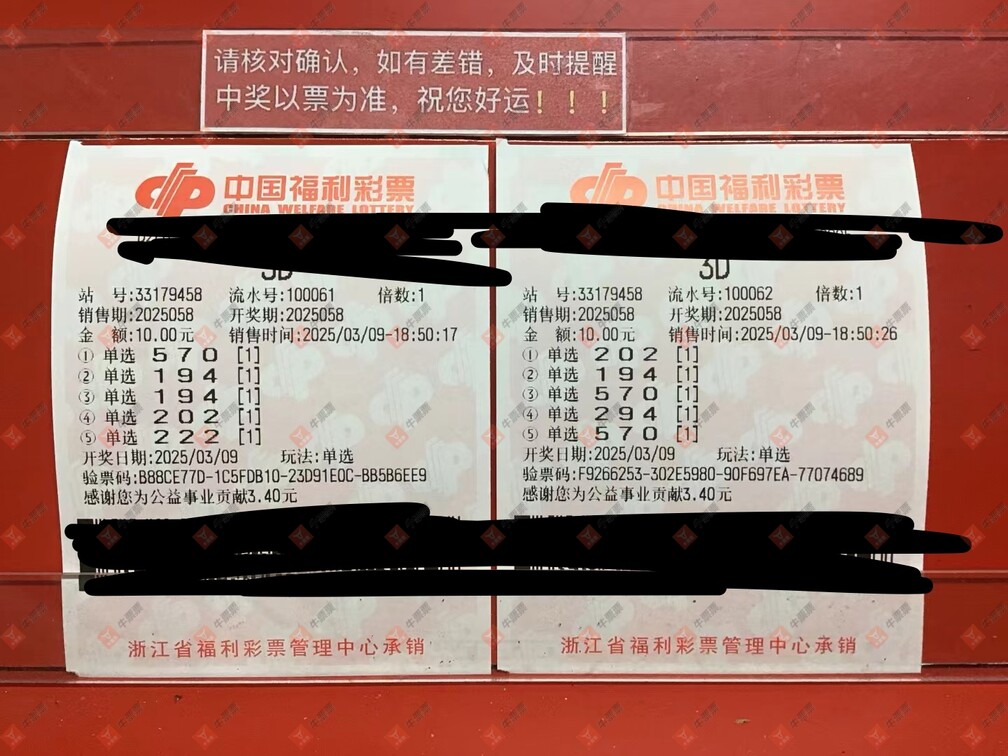 请核对确认，如有差错，及时提醒
中奖以票为准，祝您好运！！！
中国福利彩票
CHINA WELFARE LOTTERY
3D
站 号:33179458 流水号:100061 倍数:1
销售期:2025058 开奖期:2025058
金 额:10.00元 销售时间:2025/03/09-18:50:17
① 单选 570 [1]
② 单选 194 [1]
③ 单选 194 [1]
④ 单选 202 [1]
⑤ 单选 222 [1]
开奖日期:2025/03/09 玩法:单选
验票码:B88CE77D-1C5FDB10-23D91E0C-BB5B6EE9
感谢您为公益事业贡献3.40元
浙江省福利彩票管理中心承销
中国福利彩票
CHINA WELFARE LOTTERY
3D
站 号:33179458 流水号:100062 倍数:1
销售期:2025058 开奖期:2025058
金 额:10.00元 销售时间:2025/03/09-18:50:26
① 单选 202 [1]
② 单选 194 [1]
③ 单选 570 [1]
④ 单选 294 [1]
⑤ 单选 570 [1]
开奖日期:2025/03/09 玩法:单选
验票码:F9266253-302E5980-90F697EA-77074689
感谢您为公益事业贡献3.40元
浙江省福利彩票管理中心承销